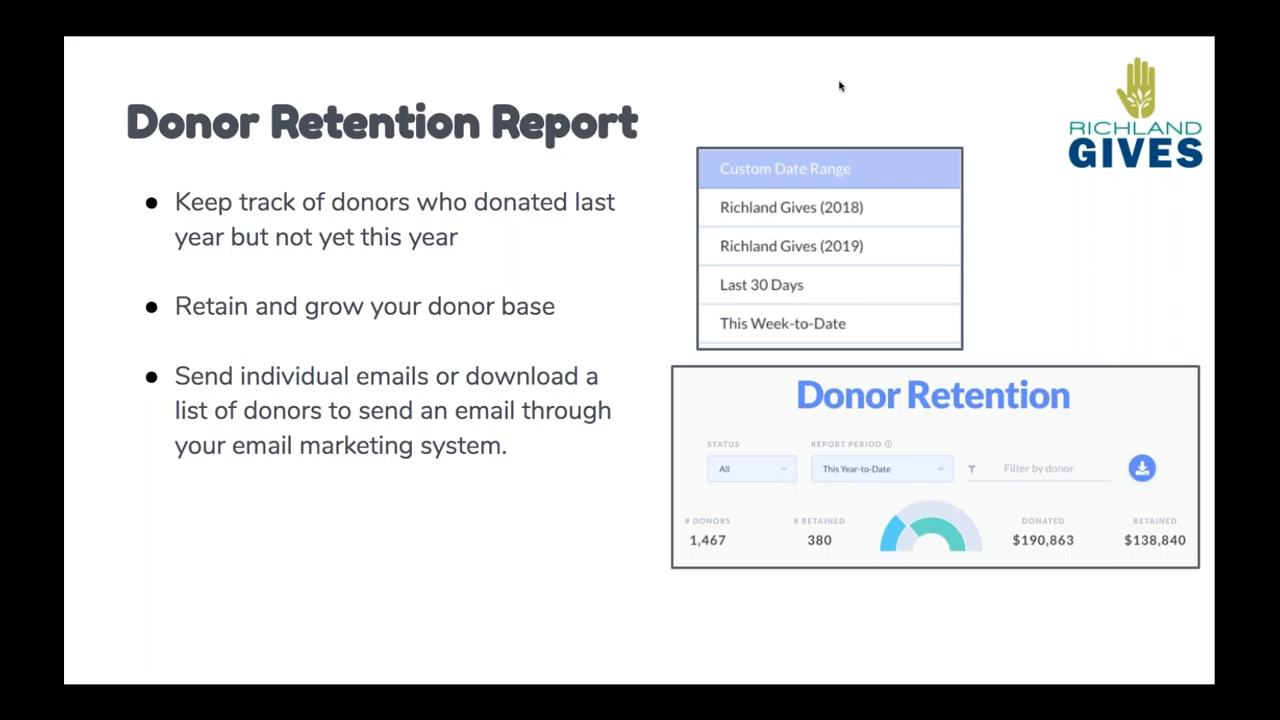 Donor Retention Report
RICHLAND
GIVES
● Keep track of donors who donated last
year but not yet this year
● Retain and grow your donor base
● Send individual emails or download a
list of donors to send an email through
your email marketing system.
Custom Date Range
Richland Gives (2018)
Richland Gives (2019)
Last 30 Days
This Week-to-Date
Donor Retention
STATUS
REPORT PERIOD
All
This Year-to-Date
Filter by donor
# DONORS
# RETAINED
DONATED
RETAINED
1,467
380
$190,863
$138,840